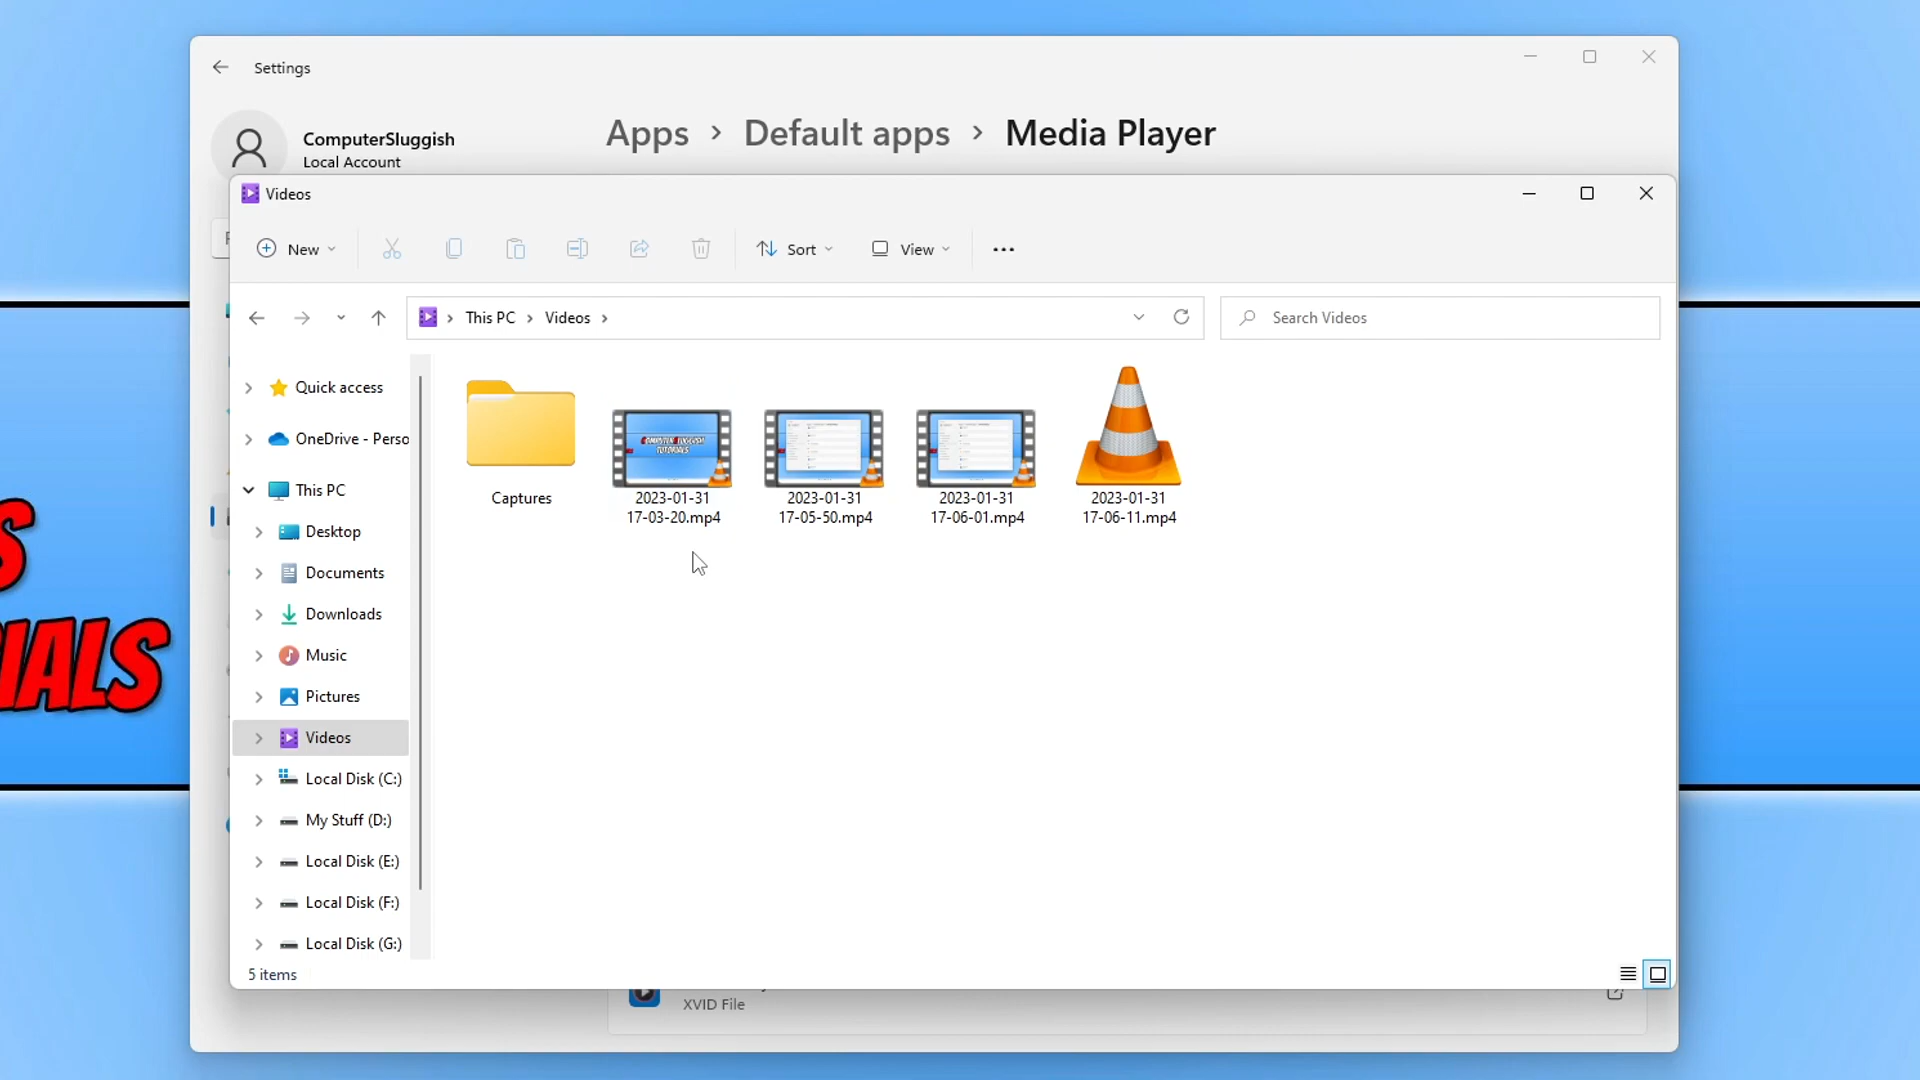 Settings
ComputerSluggish
Local Account
Apps > Default apps > Media Player
Videos
New
Sort
View
This PC > Videos >
Search Videos
Quick access
OneDrive - Perso
This PC
Desktop
Documents
Downloads
Music
Pictures
Videos
Local Disk (C:)
My Stuff (D:)
Local Disk (E:)
Local Disk (F:)
Local Disk (G:)
Captures
2023-01-31
17-03-20.mp4
2023-01-31
17-05-50.mp4
2023-01-31
17-06-01.mp4
2023-01-31
17-06-11.mp4
COMPUTERSLUGGISH
TUTORIALS
5 items
XVID File
S
IALS